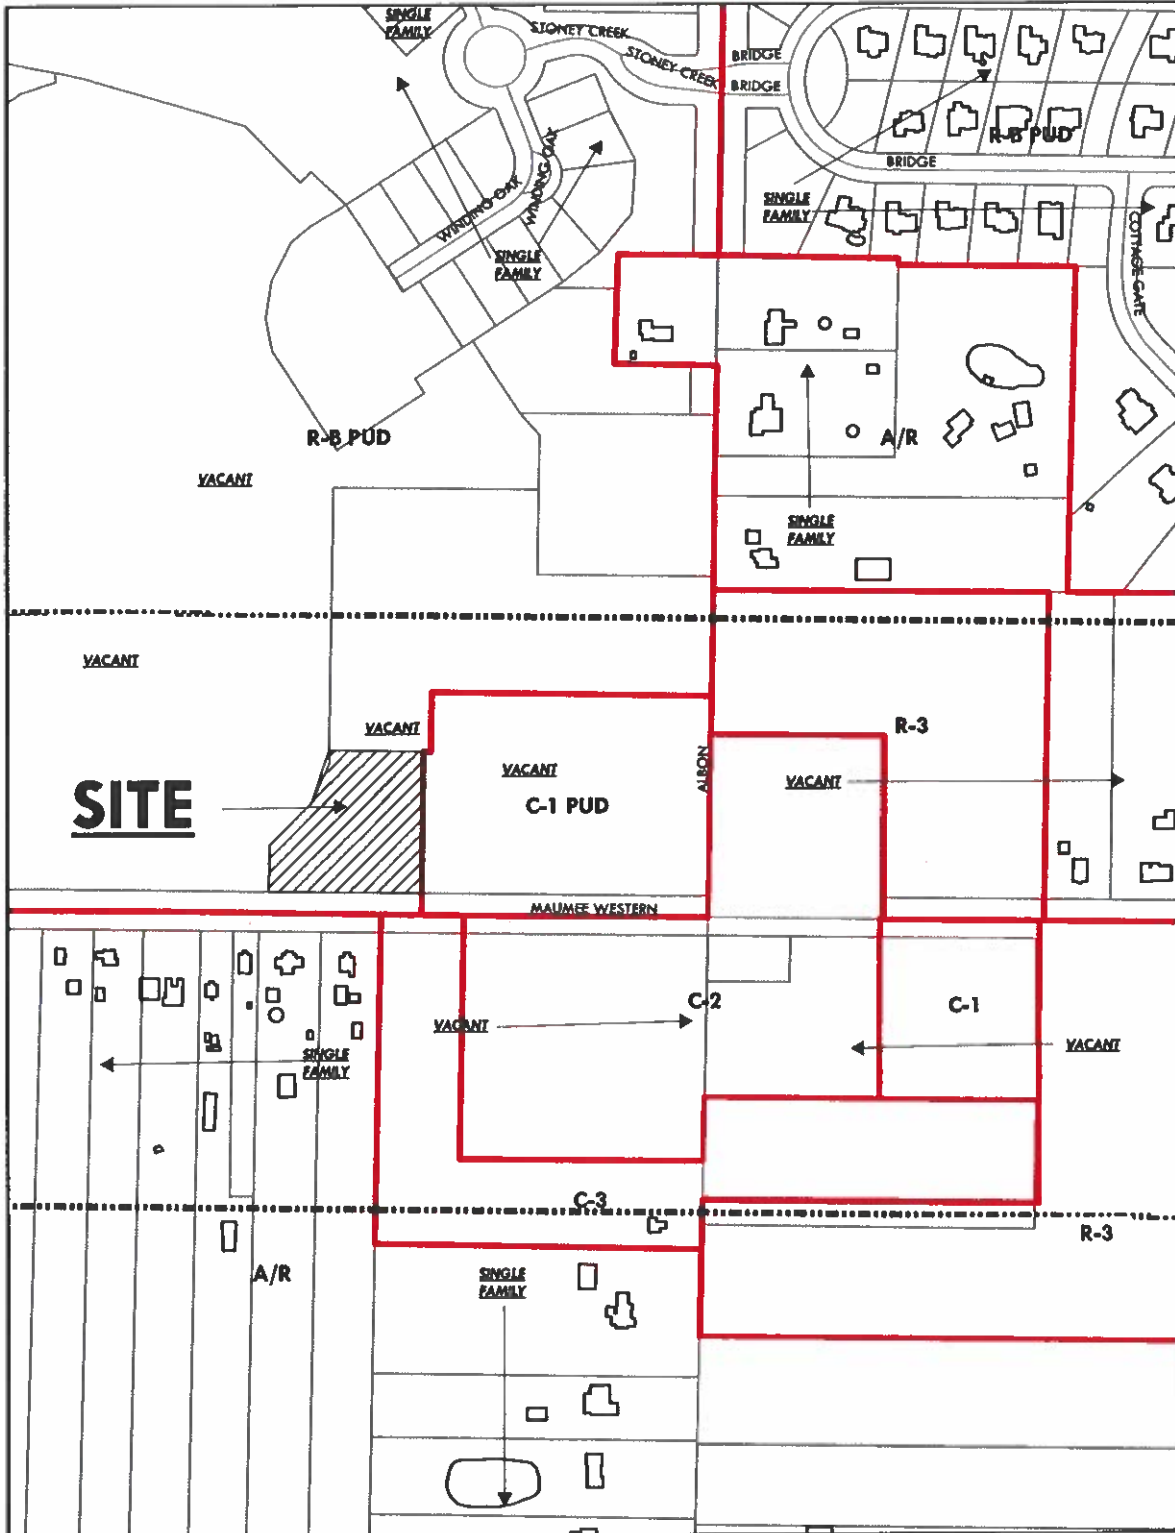 SINGLE
FAMILY
STONEY CREEK
STONEY CREEK
BRIDGE
BRIDGE
R-B PUD
BRIDGE
WINDING OAK
WINDING OAK
SINGLE
FAMILY
COTTAGE GATE
SINGLE
FAMILY
R-B PUD
A/R
VACANT
SINGLE
FAMILY
VACANT
VACANT
R-3
VACANT
ALBON
VACANT
SITE
C-1 PUD
MAUMEE WESTERN
C-2
C-1
VACANT
VACANT
SINGLE
FAMILY
C-3
R-3
A/R
SINGLE
FAMILY